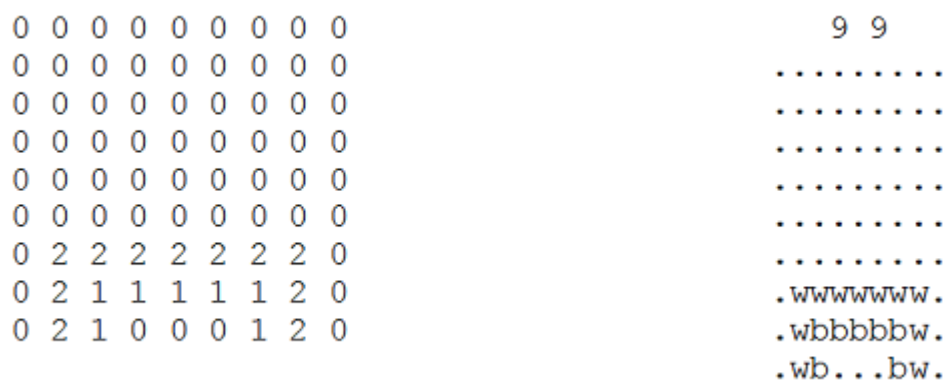 0 0 0 0 0 0 0 0 0
0 0 0 0 0 0 0 0 0
0 0 0 0 0 0 0 0 0
0 0 0 0 0 0 0 0 0
0 0 0 0 0 0 0 0 0
0 0 0 0 0 0 0 0 0
0 2 2 2 2 2 2 2 0
0 2 1 1 1 1 1 2 0
0 2 1 0 0 0 1 2 0
9 9
.........
.........
.........
.........
.........
.........
.wwwwwww.
.wbbbbbw.
.wb...bw.